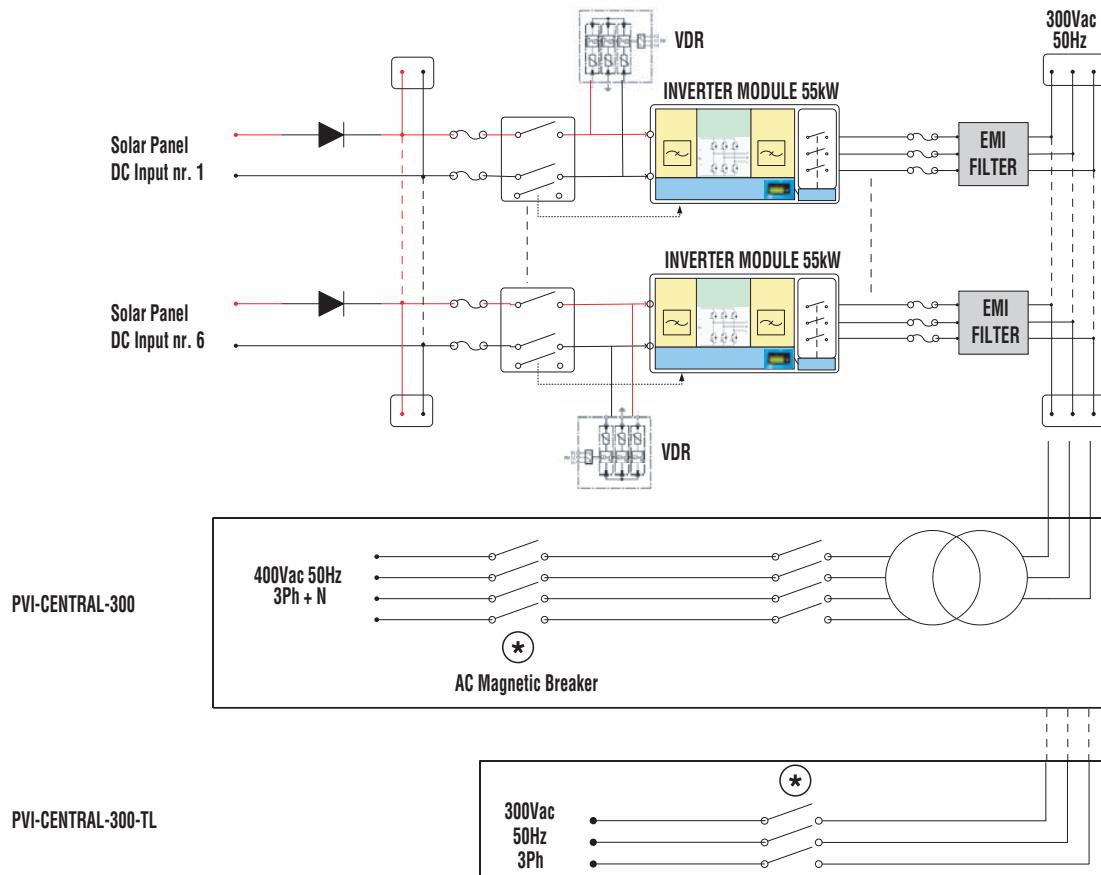 300Vac
50Hz
VDR
INVERTER MODULE 55kW
Solar Panel
DC Input nr. 1
EMI
FILTER
INVERTER MODULE 55kW
Solar Panel
DC Input nr. 6
EMI
FILTER
VDR
400Vac 50Hz
3Ph + N
PVI-CENTRAL-300
*
AC Magnetic Breaker
*
PVI-CENTRAL-300-TL
300Vac
50Hz
3Ph